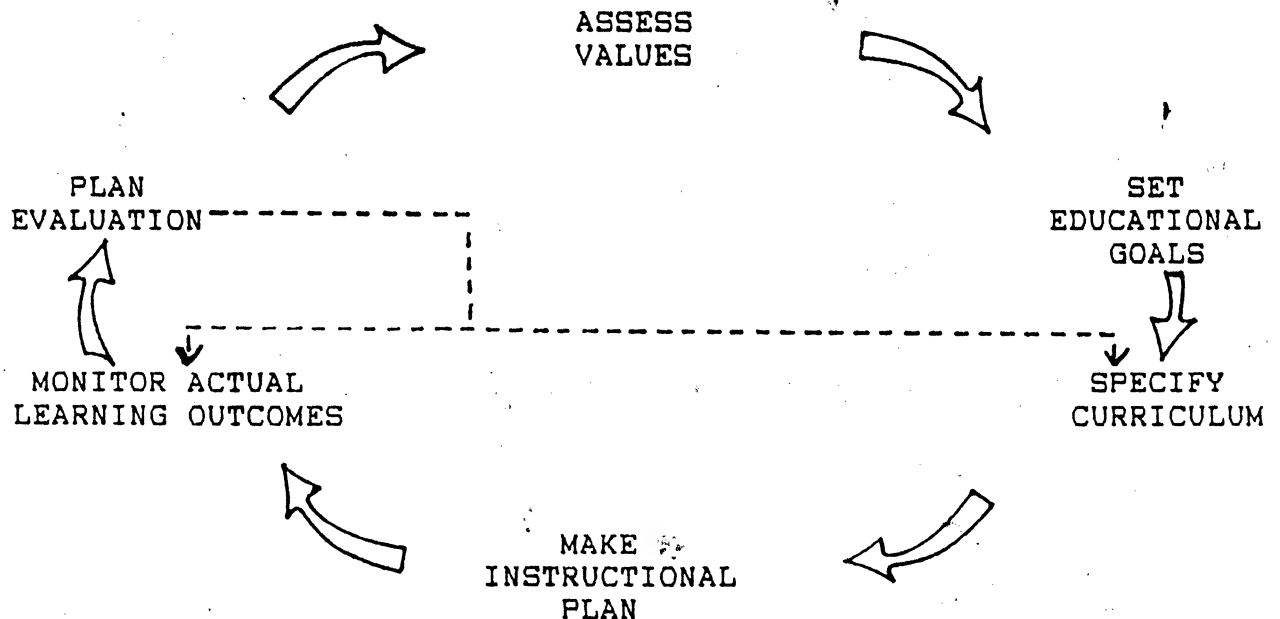 ASSESS
VALUES
PLAN
EVALUATION
SET
EDUCATIONAL
GOALS
MONITOR ACTUAL
LEARNING OUTCOMES
SPECIFY
CURRICULUM
MAKE
INSTRUCTIONAL
PLAN